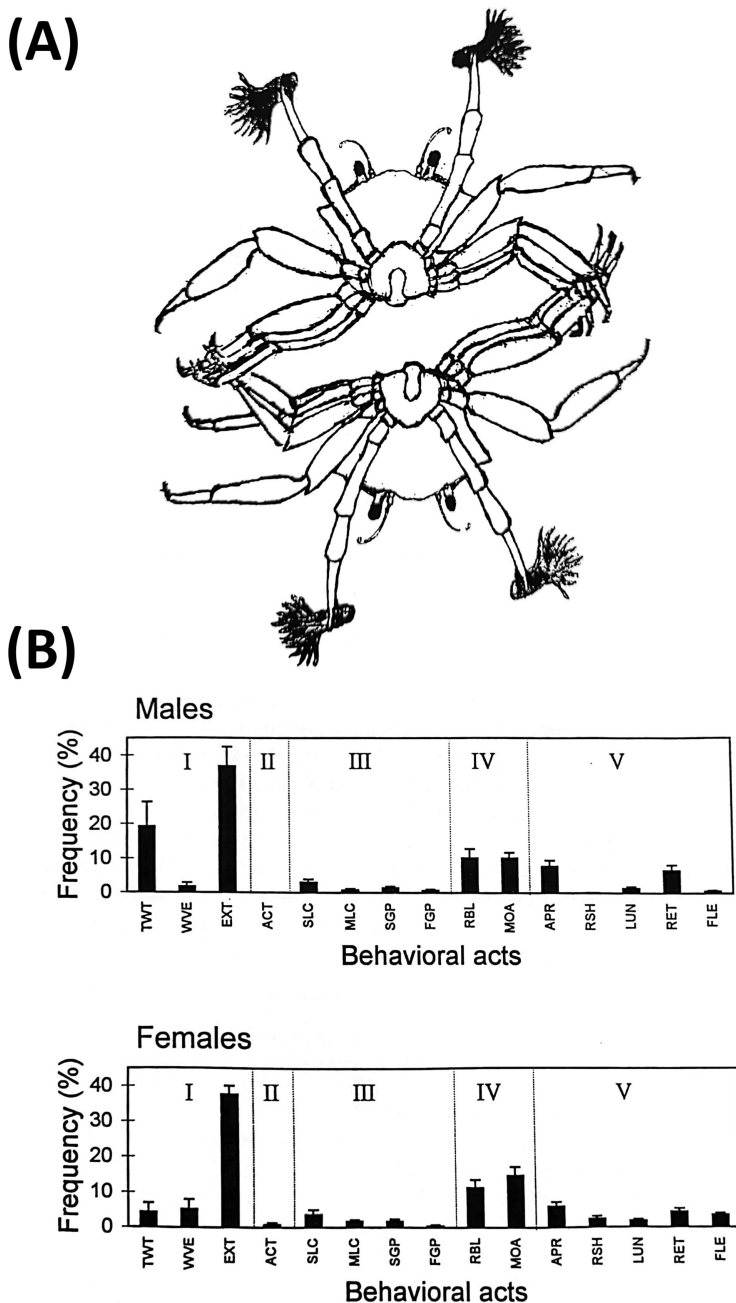 (A)
(B)
Males
Frequency (%)
40
30
20
10
0
I II III IV V
TWT WVE EXT ACT SLC MLC SGP FGP RBL MOA APR RSH LUN RET FLE
Behavioral acts
Females
Frequency (%)
40
30
20
10
0
I II III IV V
TWT WVE EXT ACT SLC MLC SGP FGP RBL MOA APR RSH LUN RET FLE
Behavioral acts